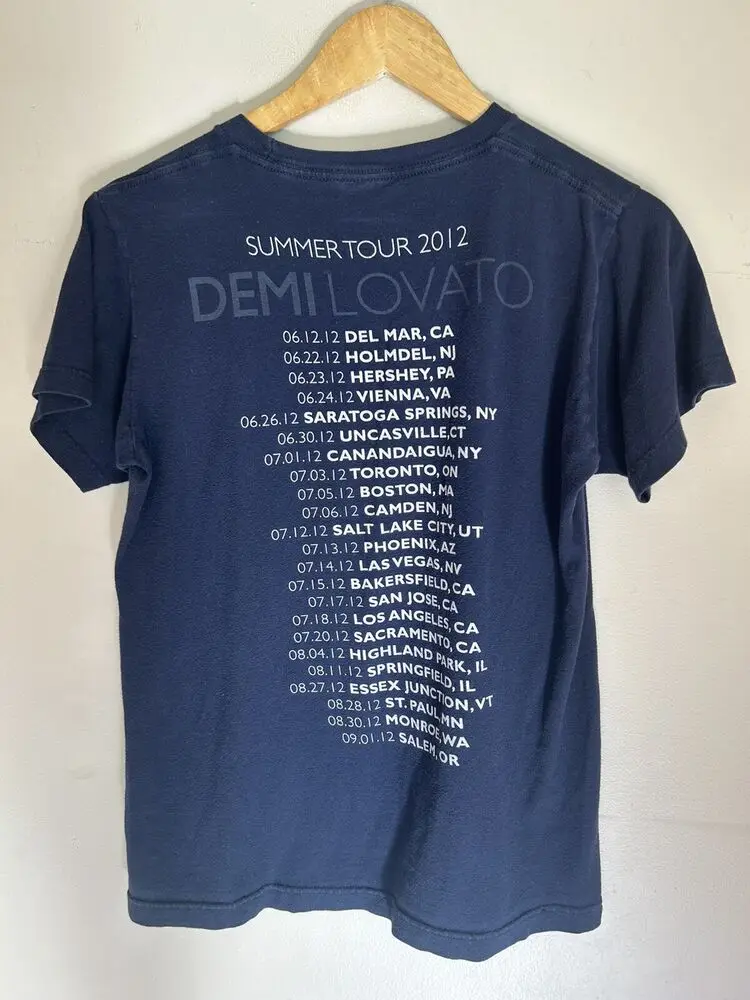 SUMMER TOUR 2012
DEMI LOVATO
06.12.12 DEL MAR, CA
06.22.12 HOLMDEL, NJ
06.23.12 HERSHEY, PA
06.24.12 VIENNA, VA
06.26.12 SARATOGA SPRINGS, NY
06.30.12 UNCASVILLE, CT
07.01.12 CANANDAIGUA, NY
07.03.12 TORONTO, ON
07.05.12 BOSTON, MA
07.06.12 CAMDEN, NJ
07.12.12 SALT LAKE CITY, UT
07.13.12 PHOENIX, AZ
07.14.12 LAS VEGAS, NV
07.15.12 BAKERSFIELD, CA
07.17.12 SAN JOSE, CA
07.18.12 LOS ANGELES, CA
07.20.12 SACRAMENTO, CA
08.04.12 HIGHLAND PARK, IL
08.11.12 SPRINGFIELD, IL
08.27.12 ESSEX JUNCTION, VT
08.28.12 ST. PAUL, MN
08.30.12 MONROE, WA
09.01.12 SALEM, OR